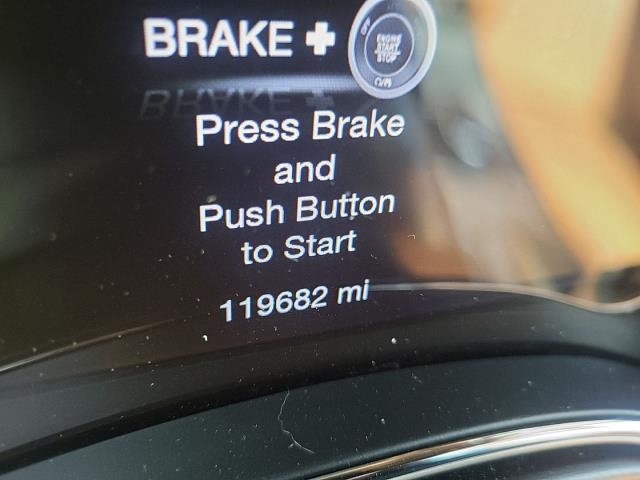 BRAKE +
ENGINE
START
STOP
Press Brake
and
Push Button
to Start
119682 mi